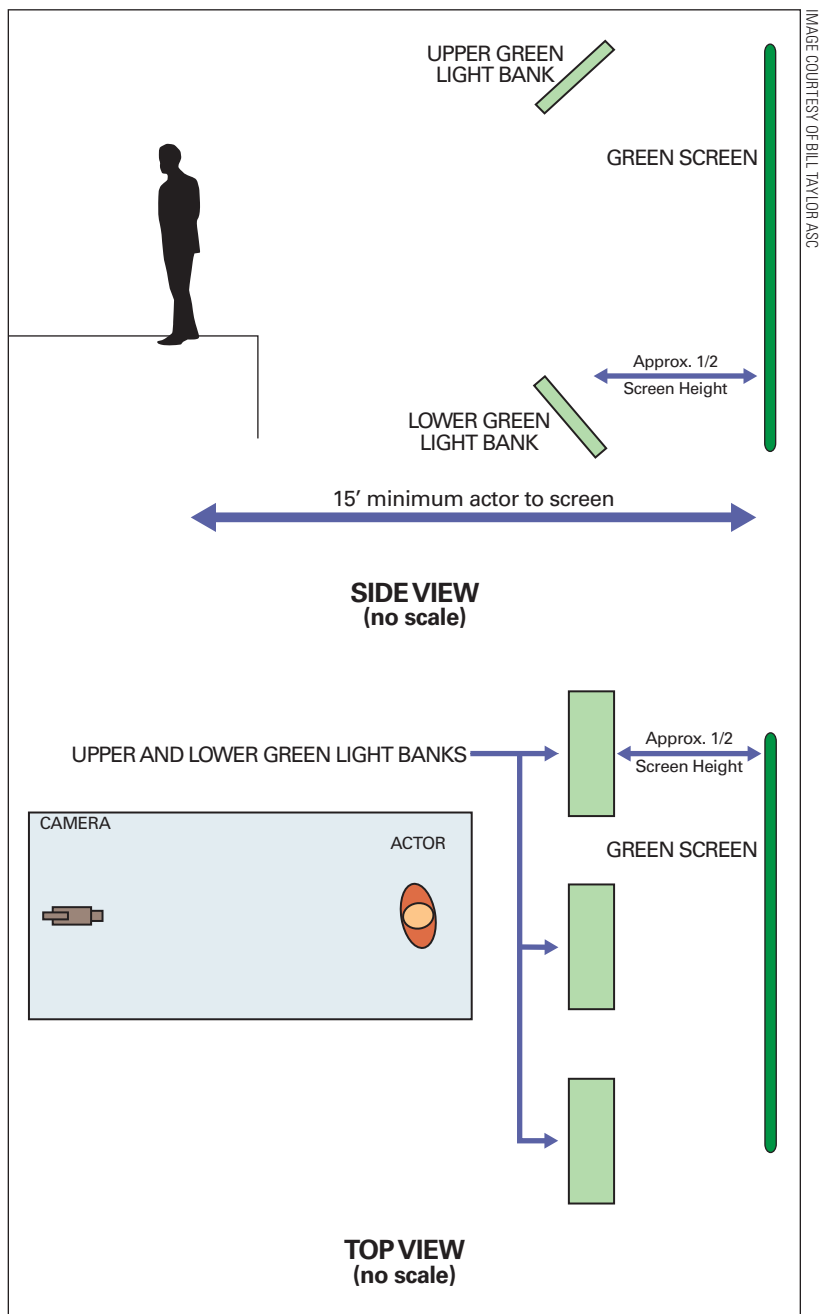 IMAGE COURTESY OF BILL TAYLOR ASC
UPPER GREEN
LIGHT BANK
GREEN SCREEN
Approx. 1/2
Screen Height
LOWER GREEN
LIGHT BANK
15’ minimum actor to screen
SIDE VIEW
(no scale)
UPPER AND LOWER GREEN LIGHT BANKS
Approx. 1/2
Screen Height
CAMERA
ACTOR
GREEN SCREEN
TOP VIEW
(no scale)